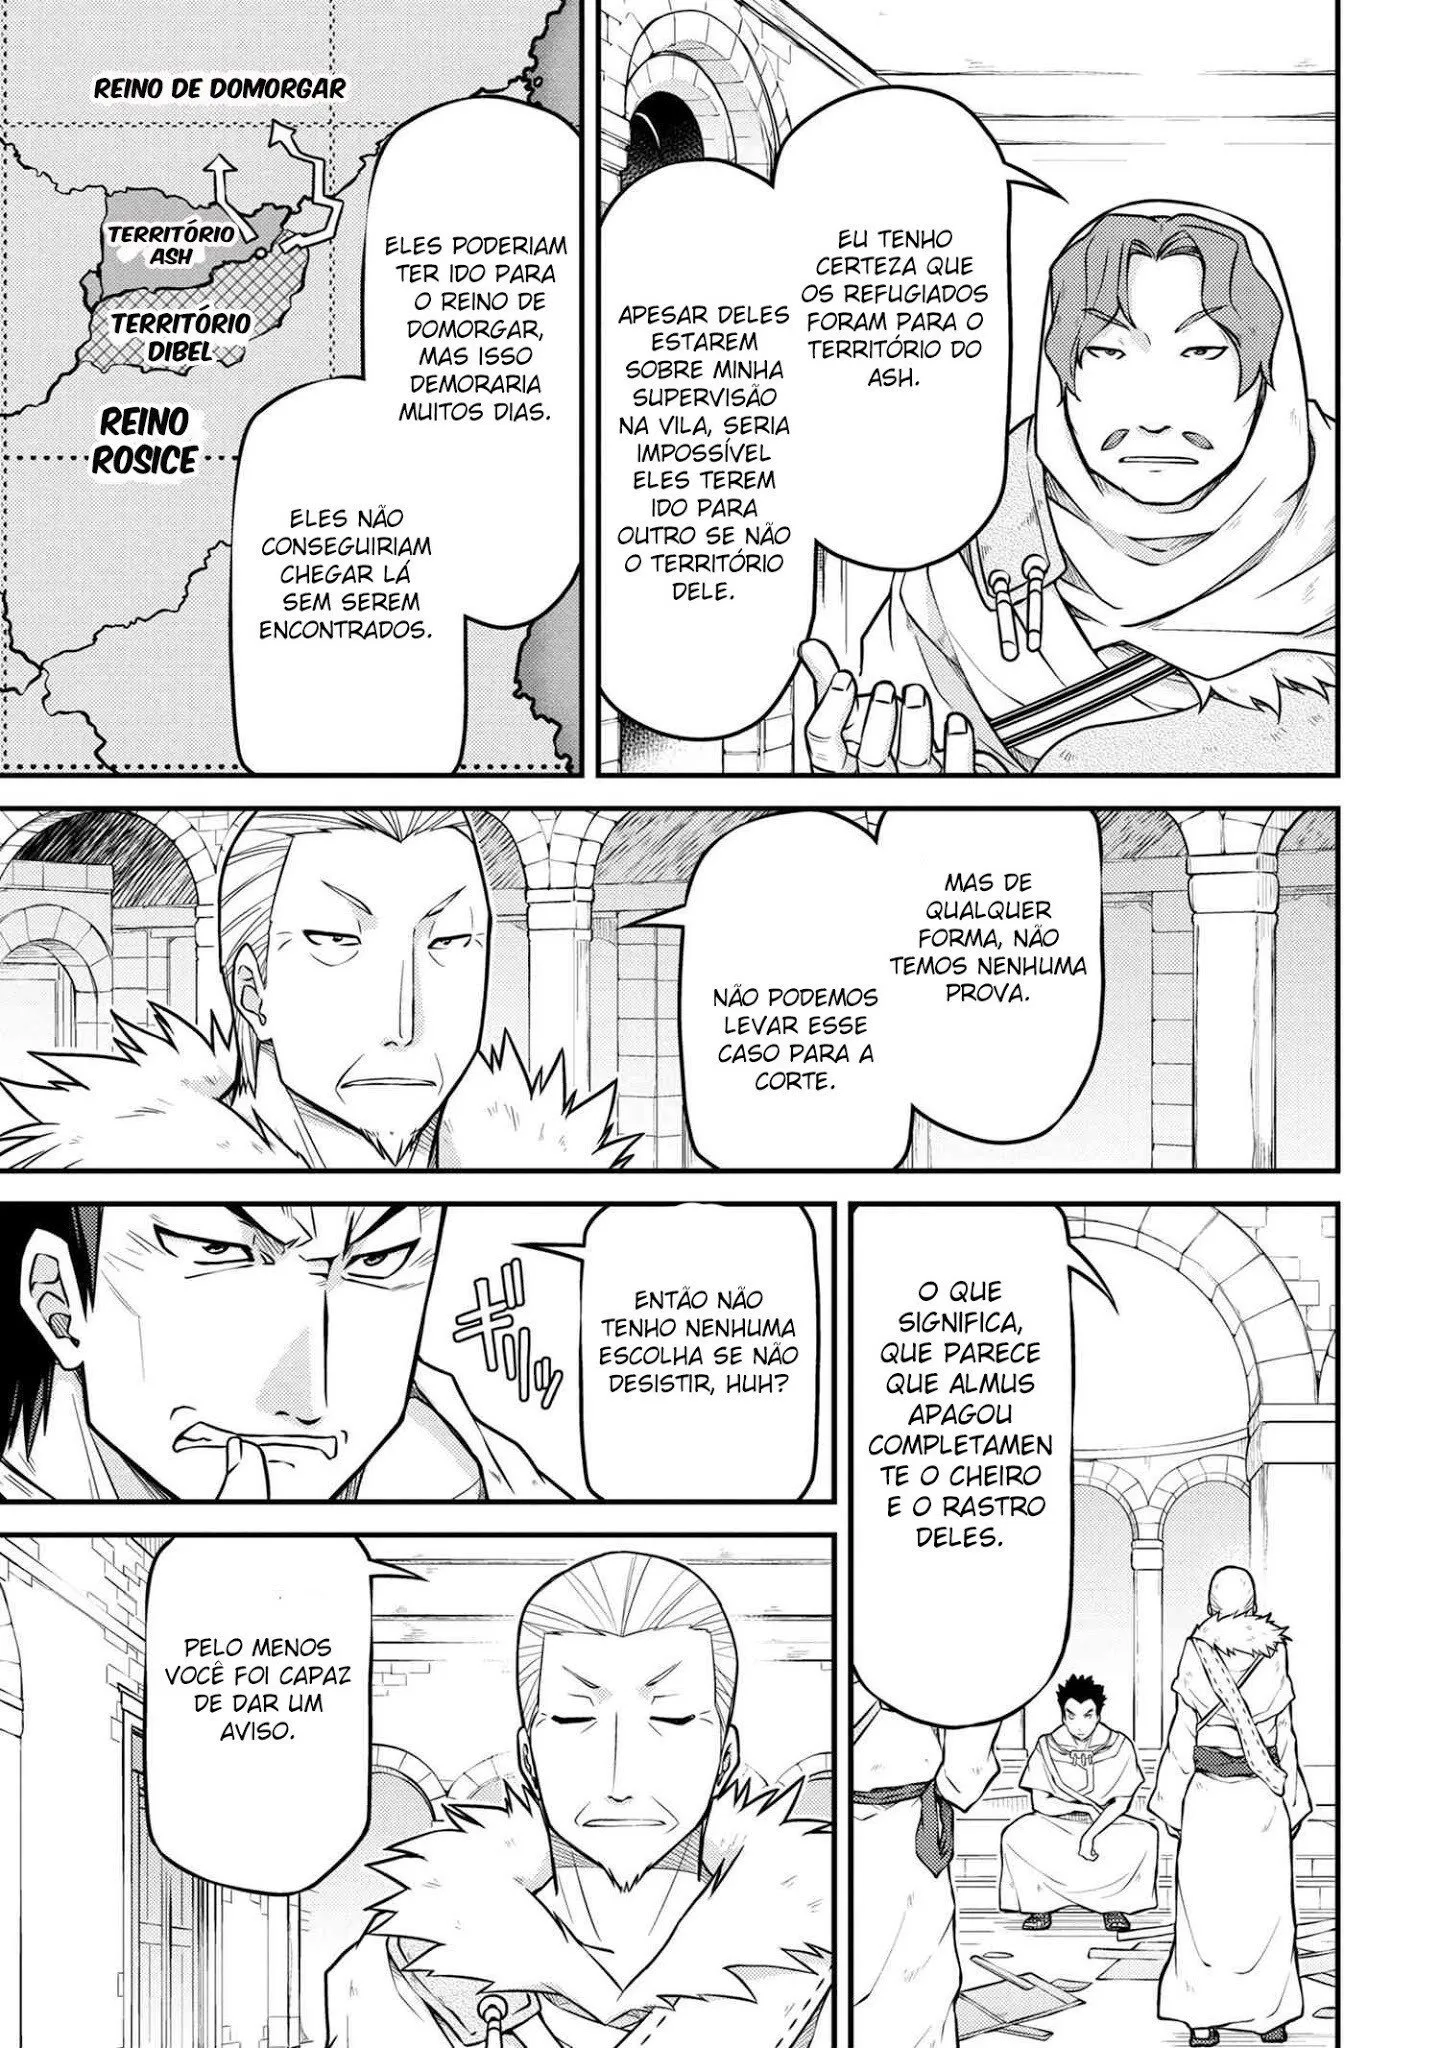 EU TENHO
CERTEZA QUE
OS REFUGIADOS
FORAM PARA O
TERRITÓRIO DO
ASH.
APESAR DELES
ESTAREM
SOBRE MINHA
SUPERVISÃO
NA VILA, SERIA
IMPOSSÍVEL
ELES TEREM
IDO PARA
OUTRO SE NÃO
O TERRITÓRIO
DELE.
REINO DE DOMORGAR
TERRITÓRIO
ASH
TERRITÓRIO
DIBEL
REINO
ROSICE
ELES PODERIAM
TER IDO PARA
O REINO DE
DOMORGAR,
MAS ISSO
DEMORARIA
MUITOS DIAS.
ELES NÃO
CONSEGUIRIAM
CHEGAR LÁ
SEM SEREM
ENCONTRADOS.
MAS DE
QUALQUER
FORMA, NÃO
TEMOS NENHUMA
PROVA.
NÃO PODEMOS
LEVAR ESSE
CASO PARA A
CORTE.
O QUE
SIGNIFICA,
QUE PARECE
QUE ALMUS
APAGOU
COMPLETAMEN
TE O CHEIRO
E O RASTRO
DELES.
ENTÃO NÃO
TENHO NENHUMA
ESCOLHA SE NÃO
DESISTIR, HUH?
ギリッ
PELO MENOS
VOCÊ FOI CAPAZ
DE DAR UM
AVISO.